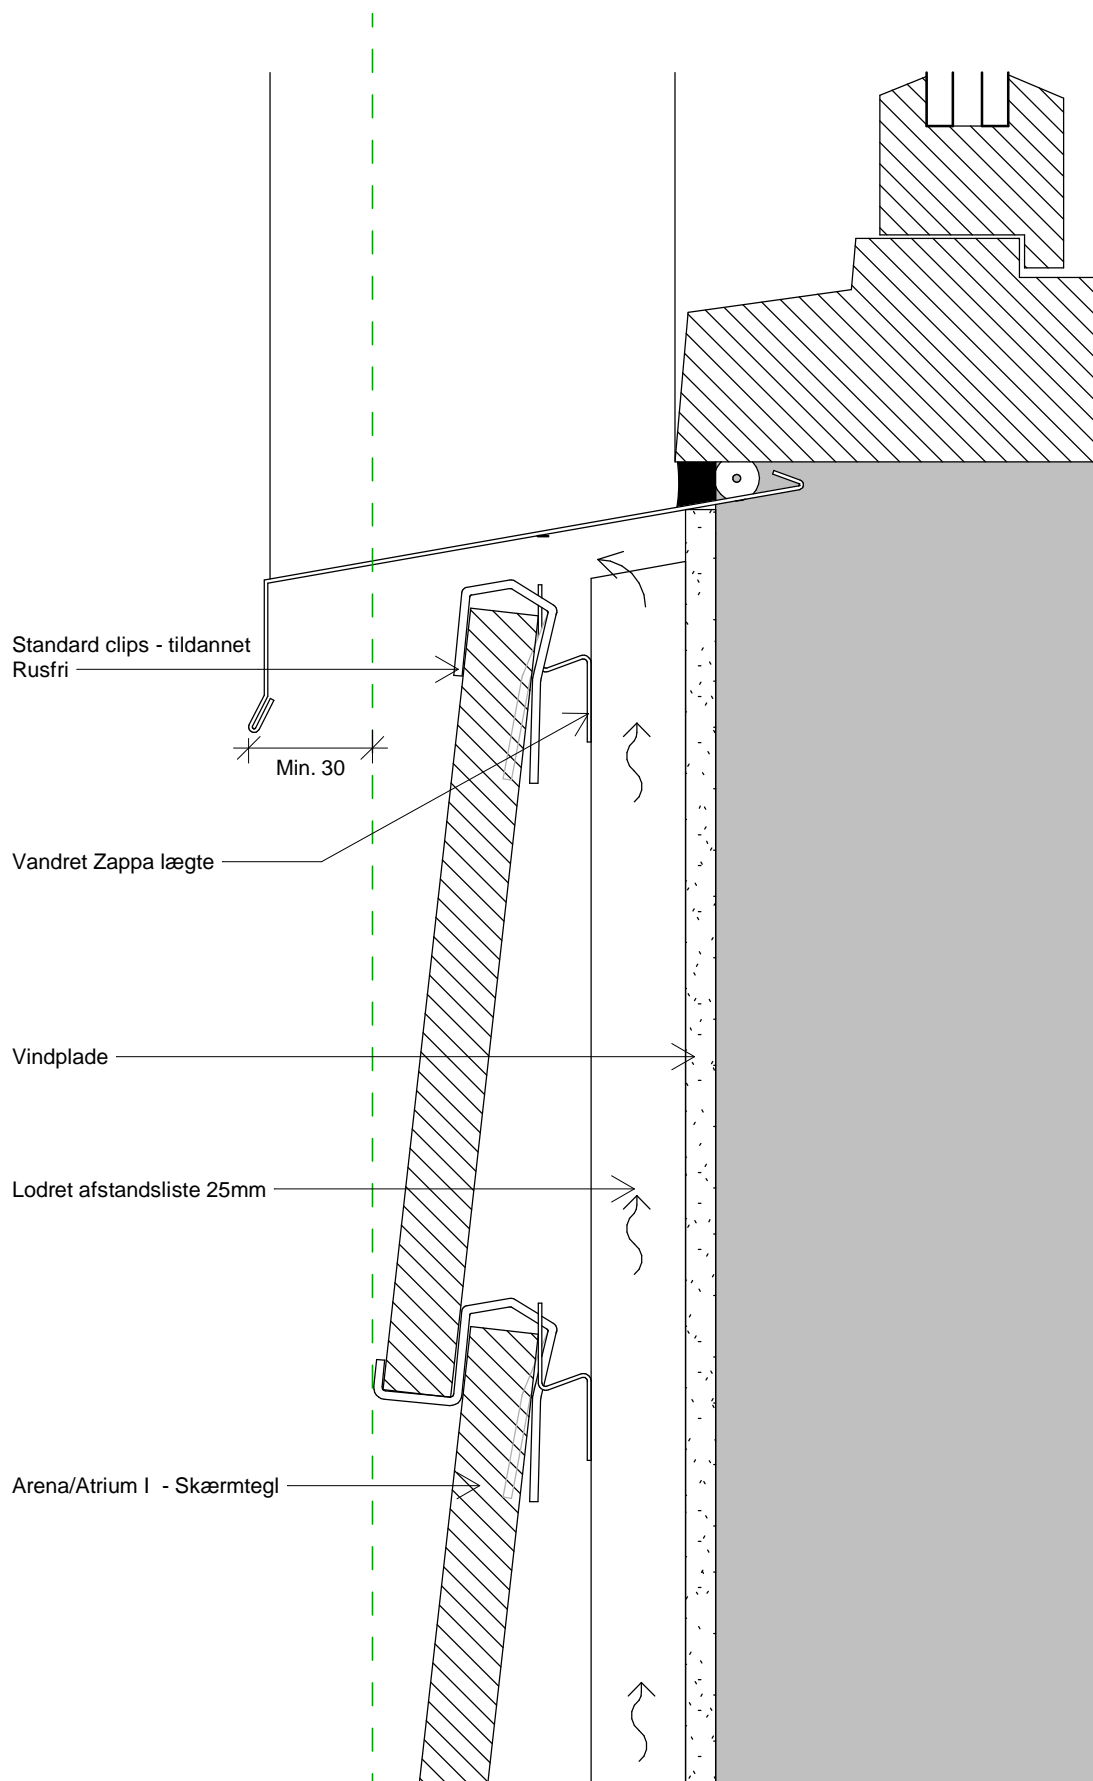 Standard clips - tildannet
Rusfri
Min. 30
Vandret Zappa lægte
Vindplade
Lodret afstandsliste 25mm
Arena/Atrium I  - Skærmtegl